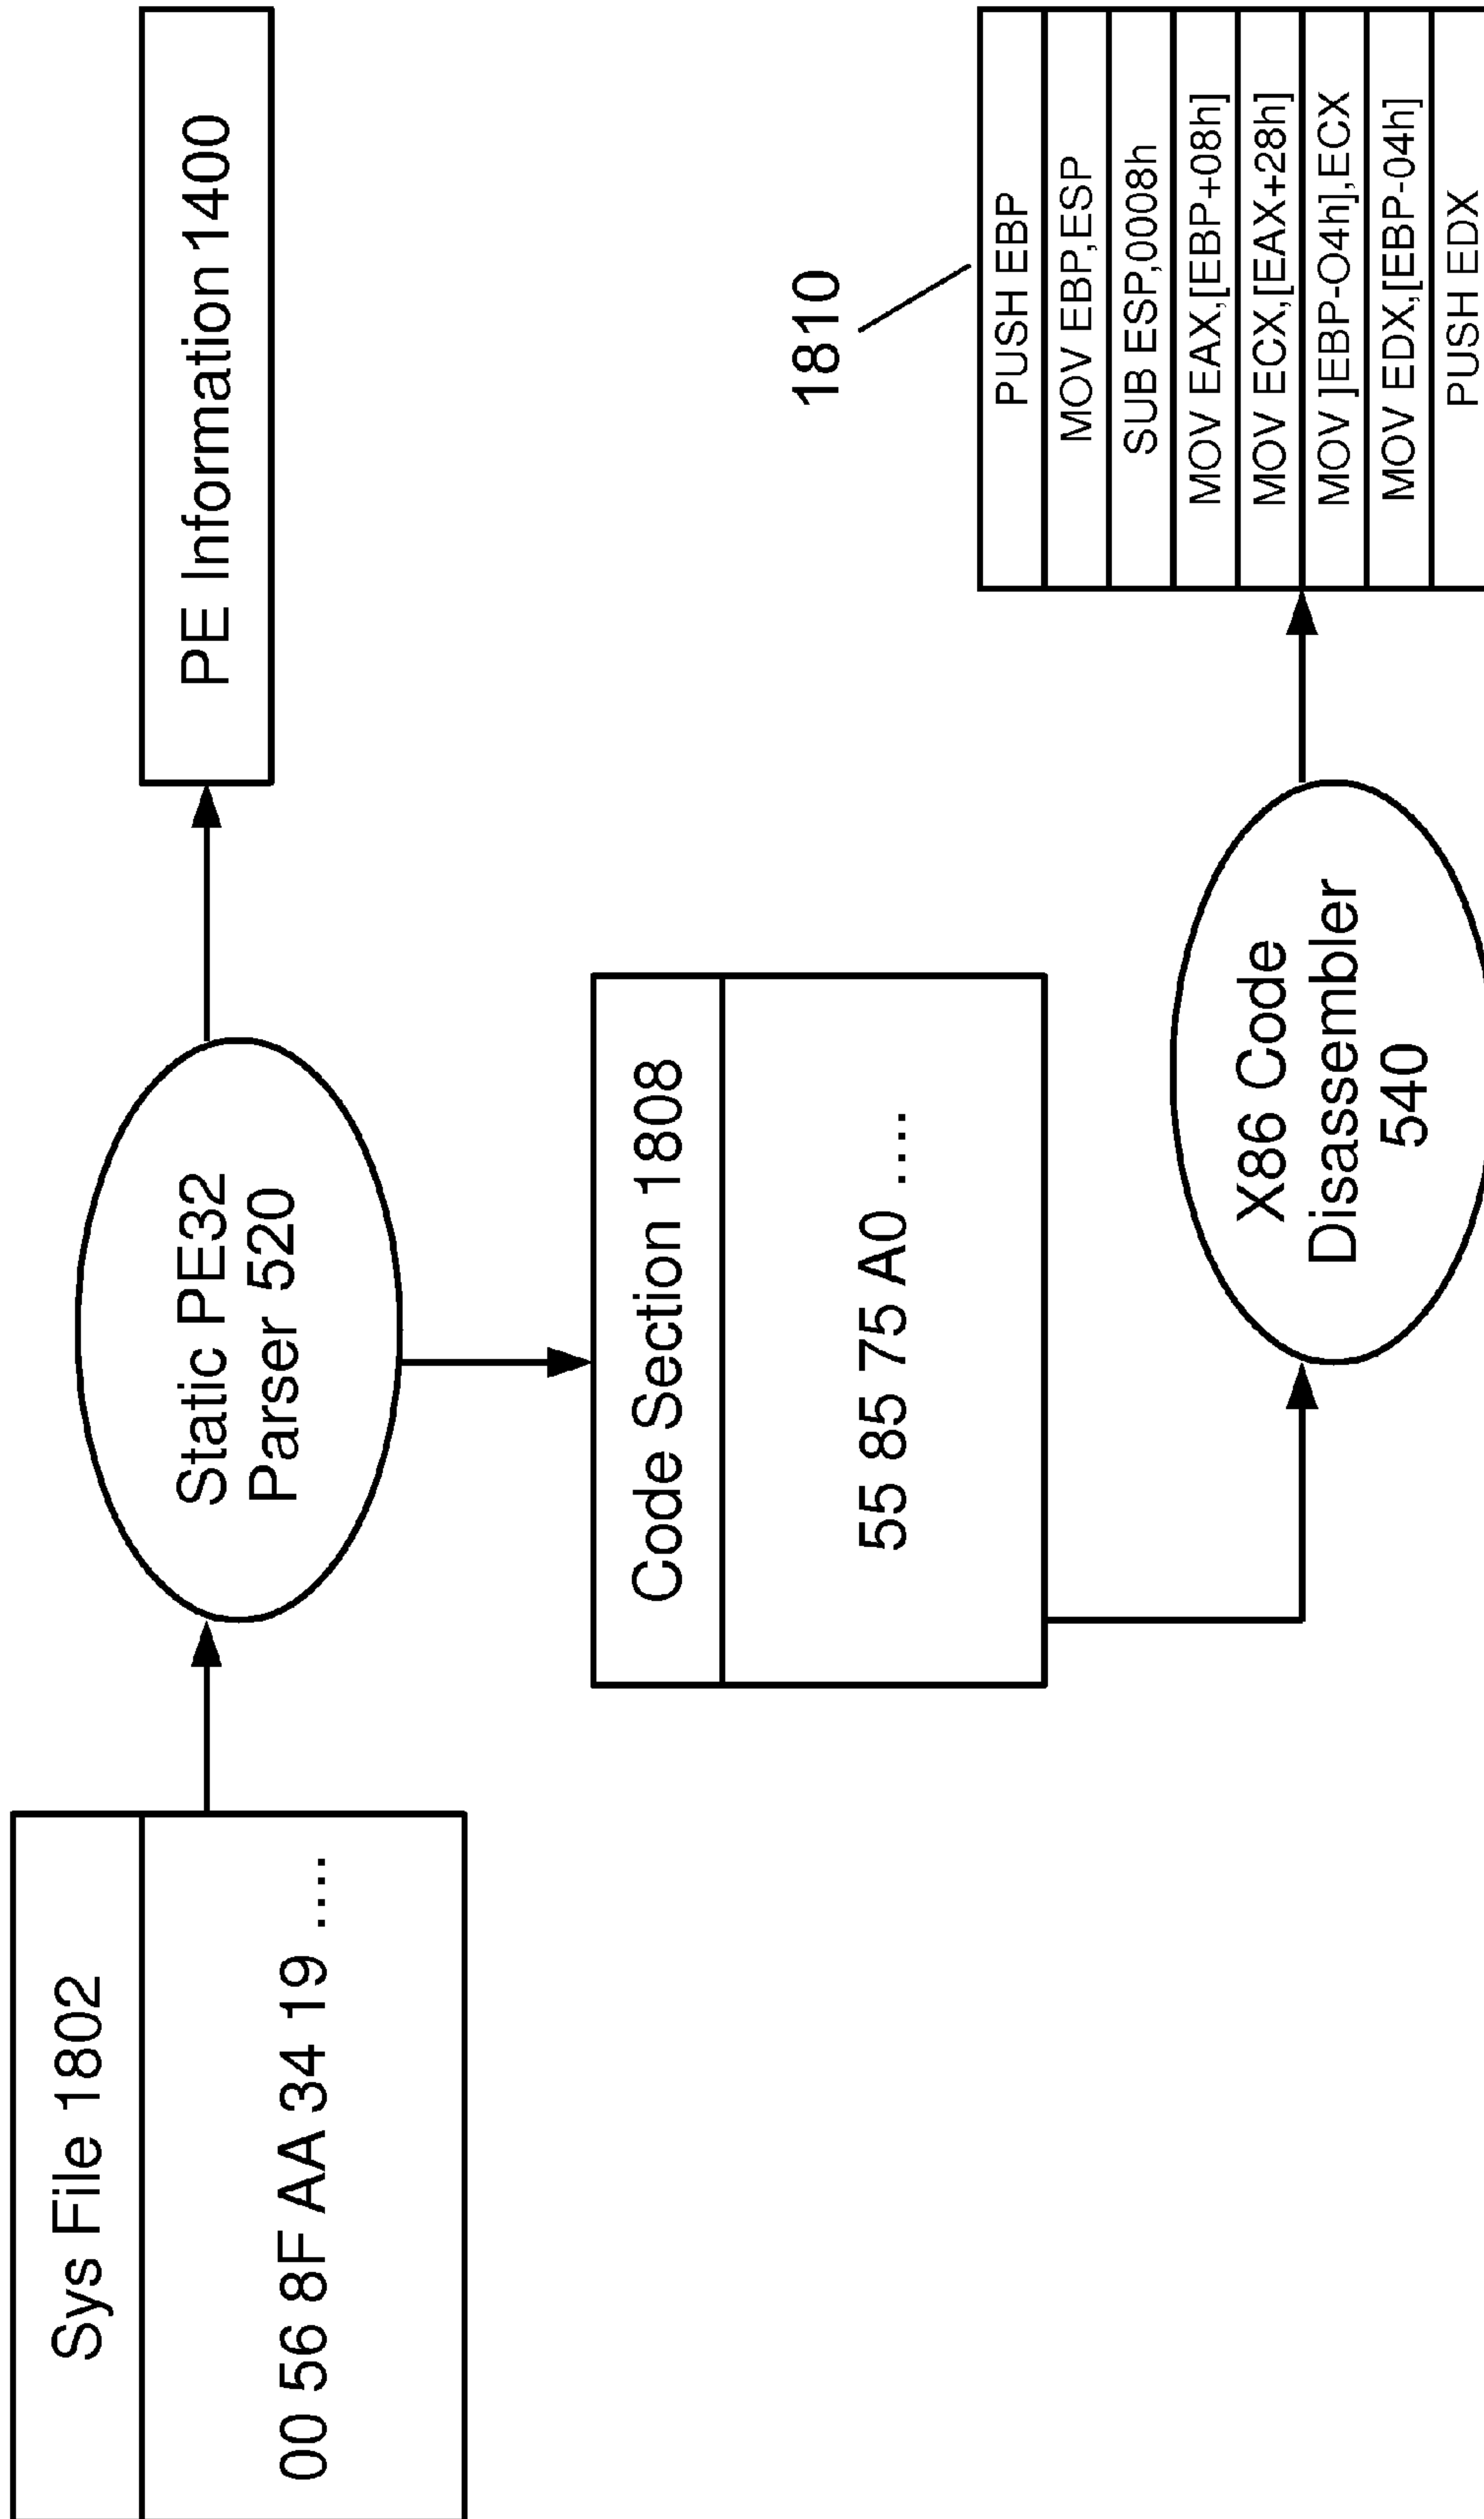 Sys File 1802
00 56 8F AA 34 19 ....
Static PE32
Parser 520
PE Information 1400
Code Section 1808
55 85 75 A0 ....
X86 Code
Disassembler
540
1810
PUSH EBP
MOV EBP,ESP
SUB ESP,0008h
MOV EAX,[EBP+08h]
MOV ECX,[EAX+28h]
MOV ]EBP-O4h],ECX
MOV EDX,[EBP-04h]
PUSH EDX